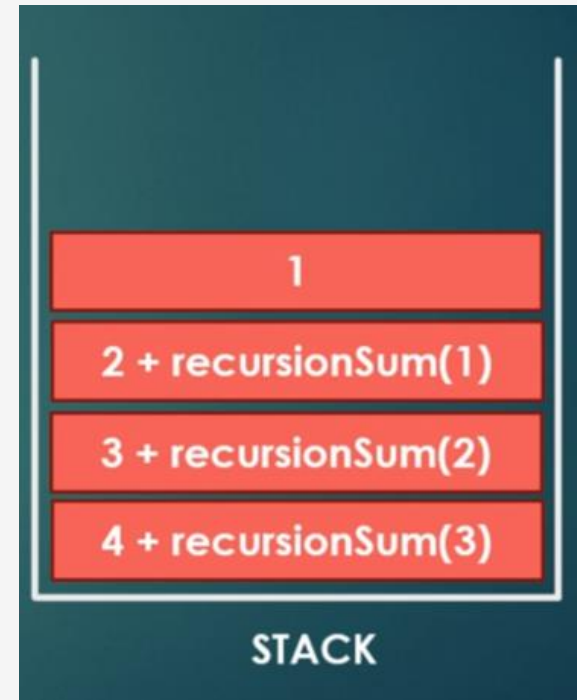 1
2 + recursionSum(1)
3 + recursionSum(2)
4 + recursionSum(3)
STACK